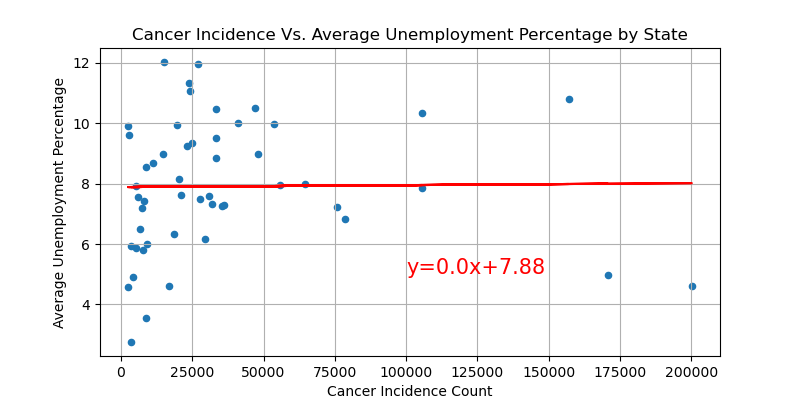 Cancer Incidence Vs. Average Unemployment Percentage by State
Average Unemployment Percentage
12
10
8
6
4
y=0.0x+7.88
0 25000 50000 75000 100000 125000 150000 175000 200000
Cancer Incidence Count